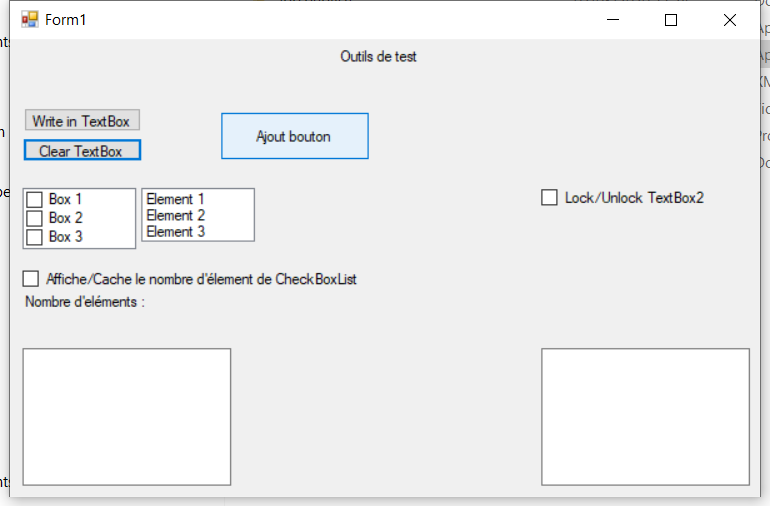 Form1
Outils de test
Write in TextBox
Clear TextBox
Ajout bouton
Box 1
Box 2
Box 3
Element 1
Element 2
Element 3
Lock/Unlock TextBox2
Affiche/Cache le nombre d'élement de CheckBoxList
Nombre d'eléments :